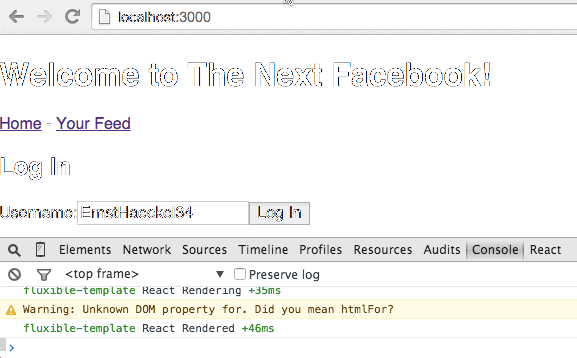 localhost:3000
Welcome to The Next Facebook!
Home - Your Feed
Log In
Username: ErnstHaeckel34 Log In
Elements Network Sources Timeline Profiles Resources Audits Console React
<top frame> ▼ Preserve log
fluxible-template React Rendering +35ms
Warning: Unknown DOM property for. Did you mean htmlFor?
fluxible-template React Rendered +46ms
>